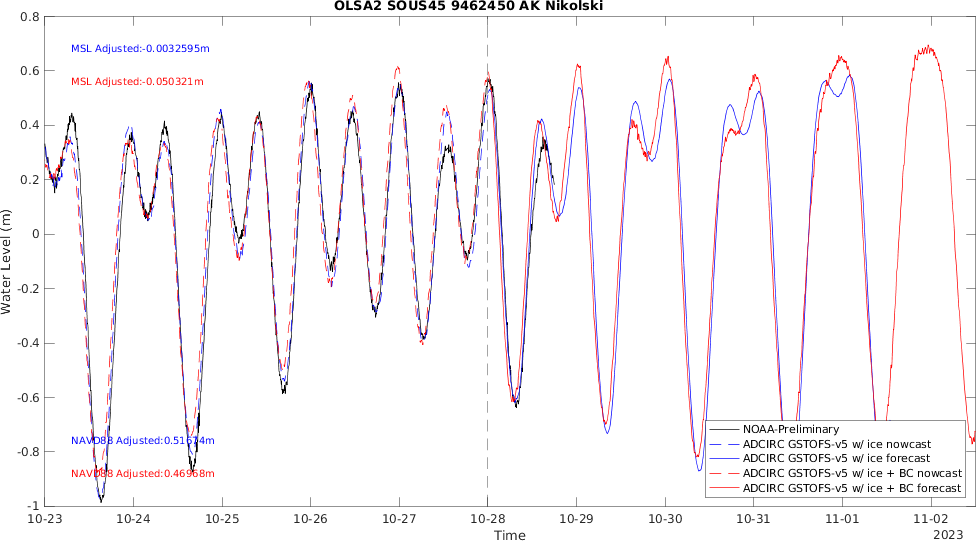 OLSA2 SOUS45 9462450 AK Nikolski
0.8
MSL Adjusted:-0.0032595m
0.6
MSL Adjusted:-0.050321m
0.4
0.2
0
Water Level (m)
-0.2
-0.4
-0.6
NOAA-Preliminary
NAVD88 Adjusted:0.51674m
ADCIRC GSTOFS-v5 w/ ice nowcast
-0.8
ADCIRC GSTOFS-v5 w/ ice forecast
NAVD88 Adjusted:0.46968m
ADCIRC GSTOFS-v5 w/ ice + BC nowcast
ADCIRC GSTOFS-v5 w/ ice + BC forecast
-1
10-23 10-24 10-25 10-26 10-27 10-28 10-29 10-30 10-31 11-01 11-02
Time
2023